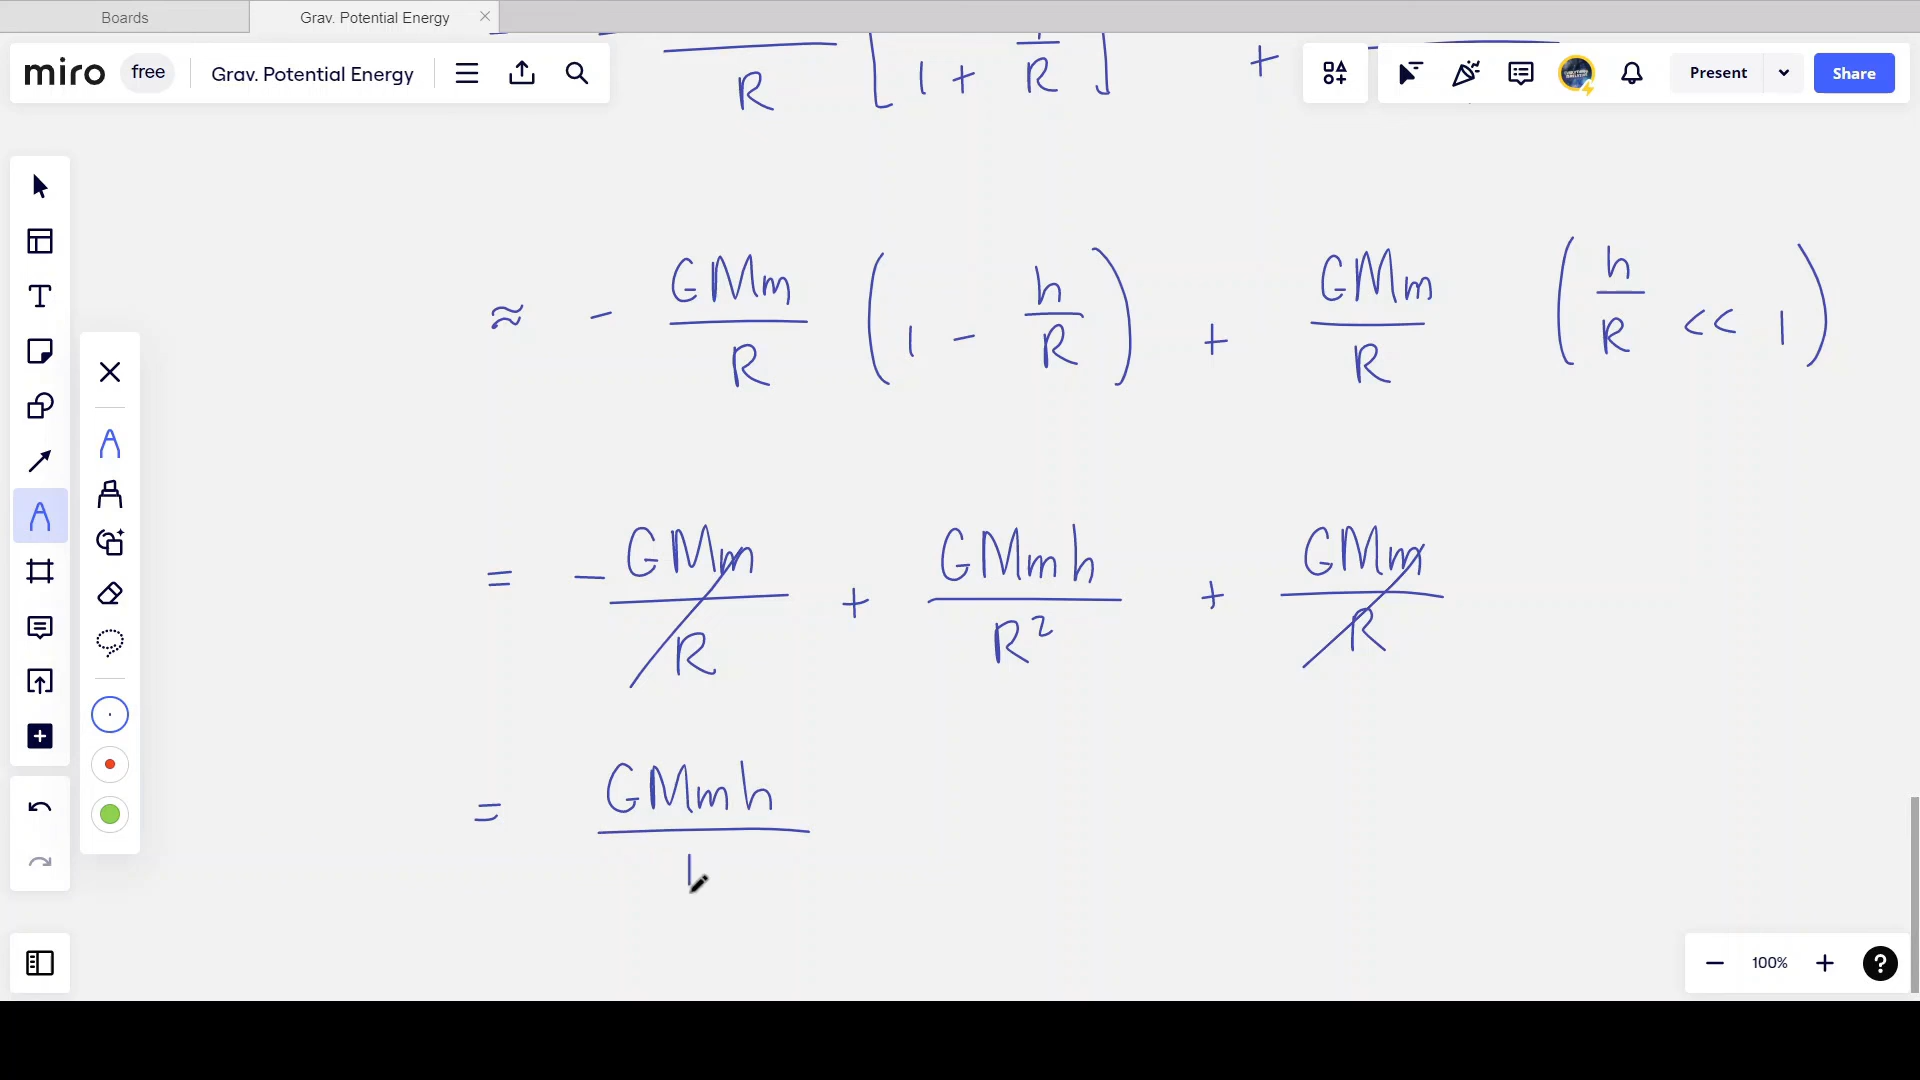 Boards
Grav. Potential Energy
miro free Grav. Potential Energy
Present
Share
R [1 + R] +
≈ - GMm/R (1 - h/R) + GMm/R (h/R << 1)
= - GMm/R + GMmh/R² + GMm/R
= GMmh
T
100%
?